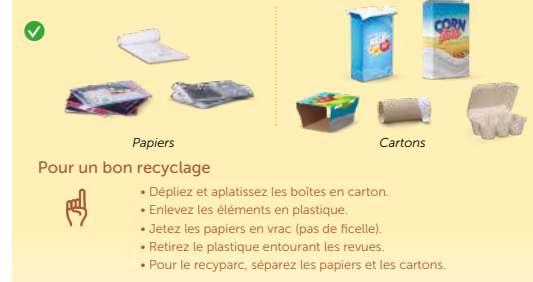 CORN
Papiers
Cartons
Pour un bon recyclage
• Dépliez et aplatissez les boîtes en carton.
• Enlevez les éléments en plastique.
• Jetez les papiers en vrac (pas de ficelle).
• Retirez le plastique entourant les revues.
• Pour le recyparc, séparez les papiers et les cartons.